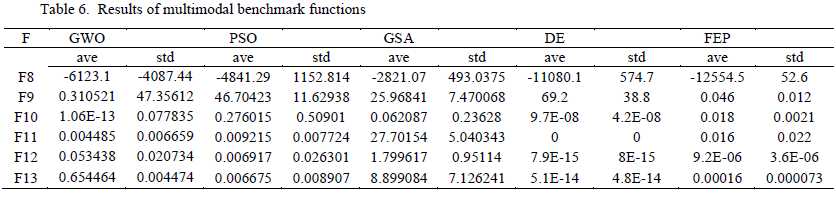 Table 6. Results of multimodal benchmark functions
F GWO PSO GSA DE FEP
ave std ave std ave std ave std ave std
F8 -6123.1 -4087.44 -4841.29 1152.814 -2821.07 493.0375 -11080.1 574.7 -12554.5 52.6
F9 0.310521 47.35612 46.70423 11.62938 25.96841 7.470068 69.2 38.8 0.046 0.012
F10 1.06E-13 0.077835 0.276015 0.50901 0.062087 0.23628 9.7E-08 4.2E-08 0.018 0.0021
F11 0.004485 0.006659 0.009215 0.007724 27.70154 5.040343 0 0 0.016 0.022
F12 0.053438 0.020734 0.006917 0.026301 1.799617 0.95114 7.9E-15 8E-15 9.2E-06 3.6E-06
F13 0.654464 0.004474 0.006675 0.008907 8.899084 7.126241 5.1E-14 4.8E-14 0.00016 0.000073